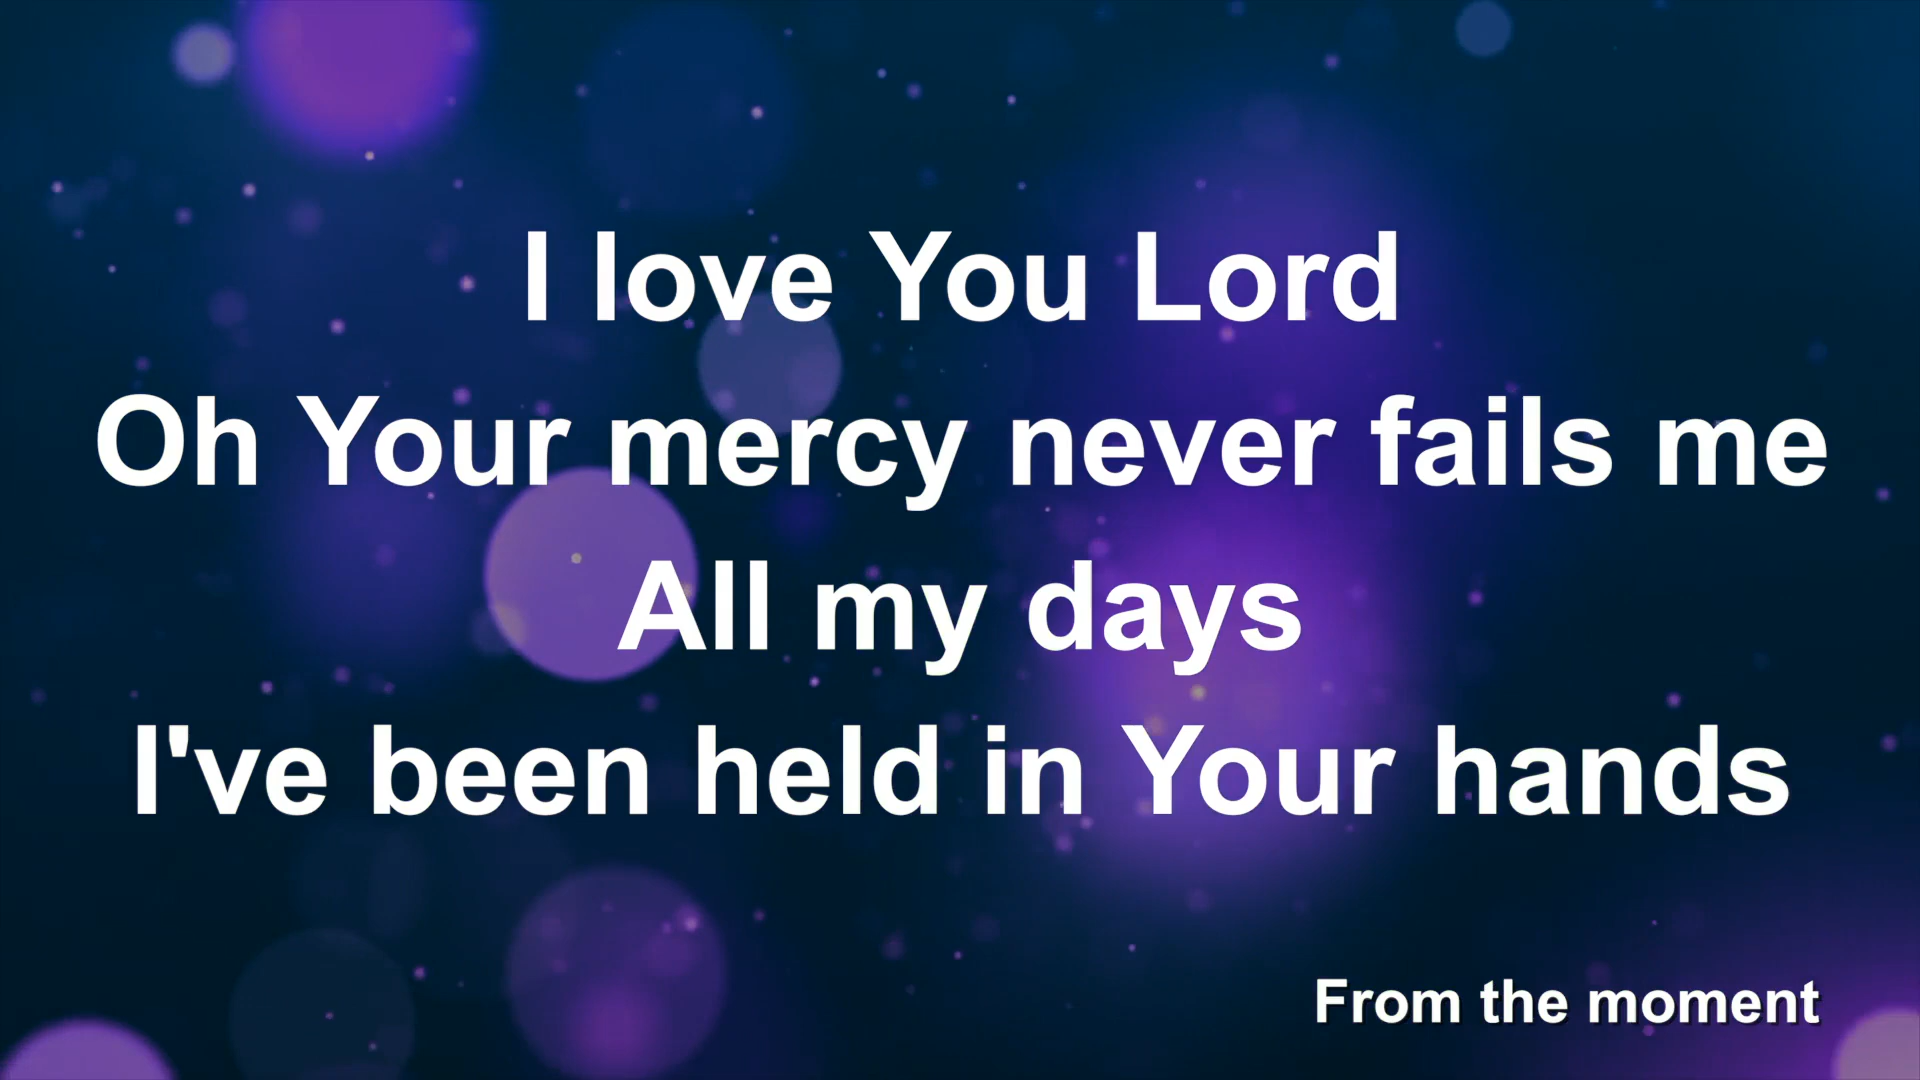 I love You Lord
Oh Your mercy never fails me
All my days
I've been held in Your hands
From the moment